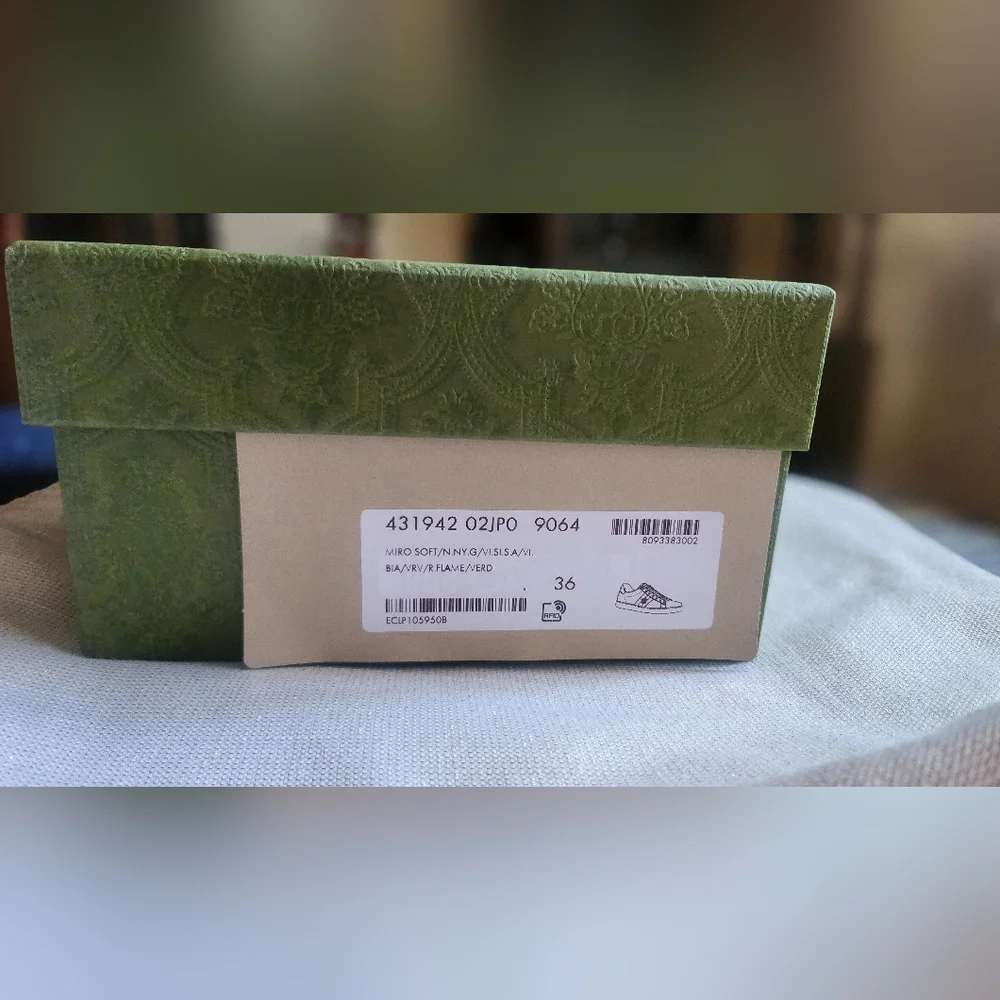 431942 02JP0 9064
8093383002
MIRO SOFT/N.NY.G/VI.SI.S.A/VI.
BIA/VRV/R.FLAME/VERD
36
RFID
ECLP105950B